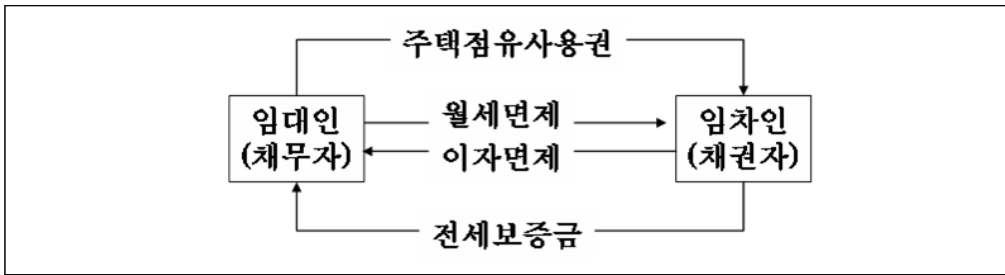 주택점유사용권
임대인
(채무자)
월세면제
이자면제
임차인
(채권자)
전세보증금